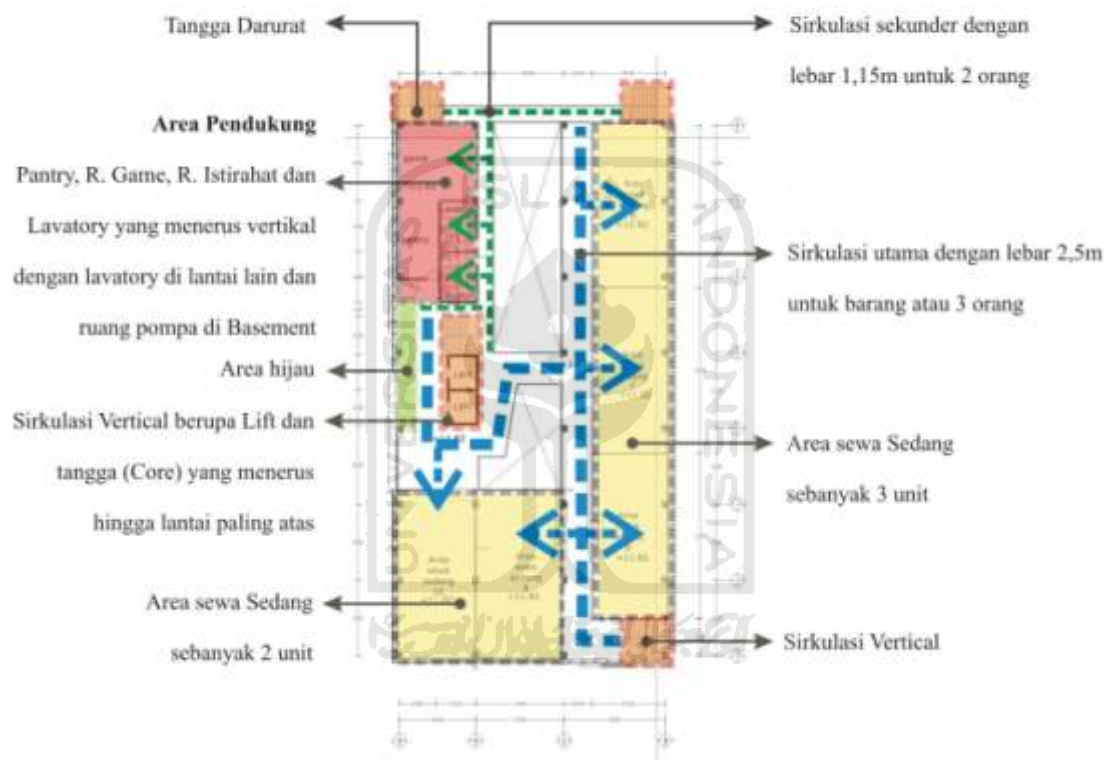 Tangga Darurat
Area Pendukung
Pantry, R. Game, R. Istirahat dan
Lavatory yang menerus vertikal
dengan lavatory di lantai lain dan
ruang pompa di Basement
Area hijau
Sirkulasi Vertical berupa Lift dan
tangga (Core) yang menerus
hingga lantai paling atas
Area sewa Sedang
sebanyak 2 unit
Sirkulasi sekunder dengan
lebar 1,15m untuk 2 orang
Sirkulasi utama dengan lebar 2,5m
untuk barang atau 3 orang
Area sewa Sedang
sebanyak 3 unit
Sirkulasi Vertical
ISLAM
UNIVERSITAS
INDONESIA